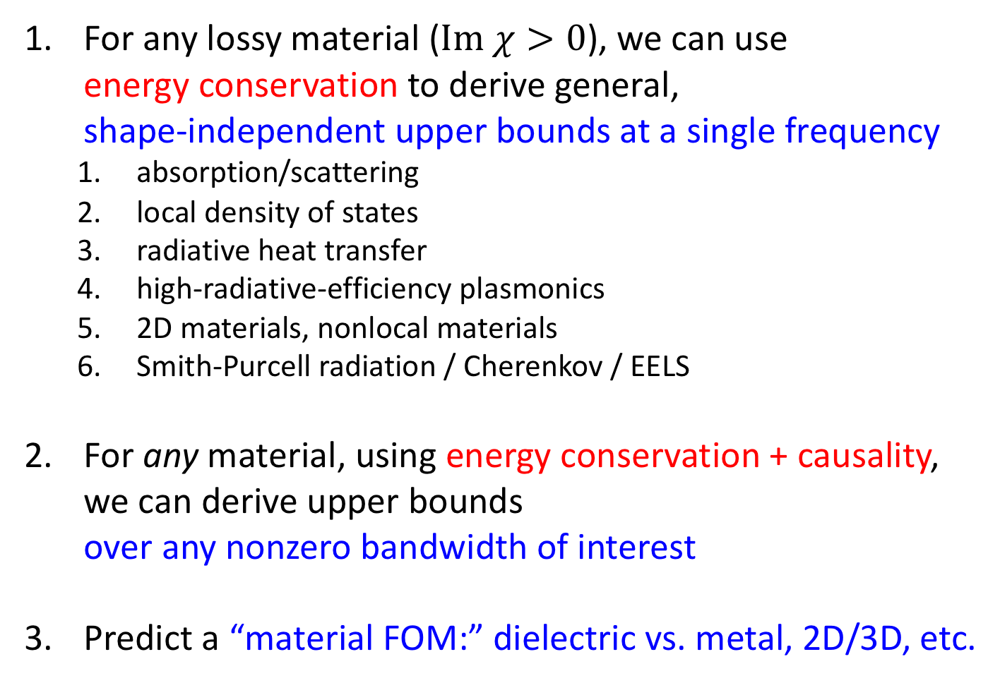 1. For any lossy material (Im χ > 0), we can use
energy conservation to derive general,
shape-independent upper bounds at a single frequency
1. absorption/scattering
2. local density of states
3. radiative heat transfer
4. high-radiative-efficiency plasmonics
5. 2D materials, nonlocal materials
6. Smith-Purcell radiation / Cherenkov / EELS
2. For any material, using energy conservation + causality,
we can derive upper bounds
over any nonzero bandwidth of interest
3. Predict a “material FOM:” dielectric vs. metal, 2D/3D, etc.